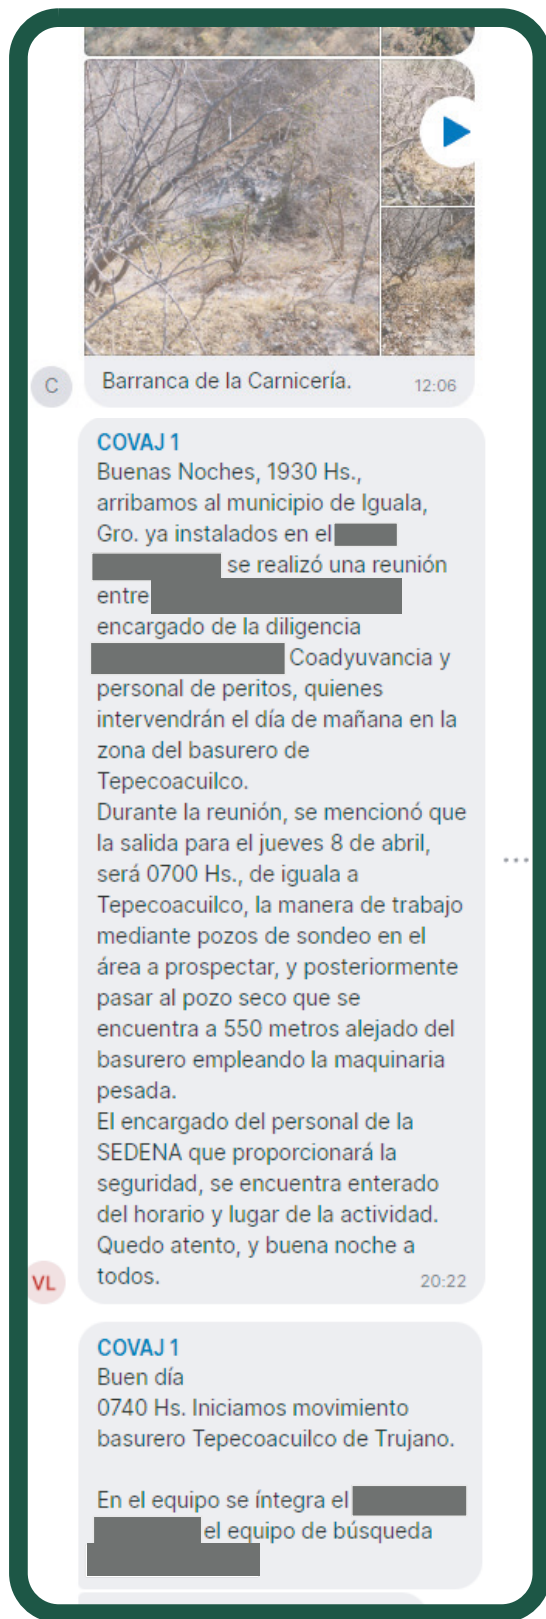 C
Barranca de la Carnicería.
12:06
COVAJ 1
Buenas Noches, 1930 Hs.,
arribamos al municipio de Iguala,
Gro. ya instalados en el
se realizó una reunión
entre
encargado de la diligencia
Coadyuvancia y
personal de peritos, quienes
intervendrán el día de mañana en la
zona del basurero de
Tepecoacuilco.
Durante la reunión, se mencionó que
la salida para el jueves 8 de abril,
será 0700 Hs., de iguala a
Tepecoacuilco, la manera de trabajo
mediante pozos de sondeo en el
área a prospectar, y posteriormente
pasar al pozo seco que se
encuentra a 550 metros alejado del
basurero empleando la maquinaria
pesada.
El encargado del personal de la
SEDENA que proporcionará la
seguridad, se encuentra enterado
del horario y lugar de la actividad.
Quedo atento, y buena noche a
todos.
20:22
VL
COVAJ 1
Buen día
0740 Hs. Iniciamos movimiento
basurero Tepecoacuilco de Trujano.
En el equipo se íntegra el
el equipo de búsqueda